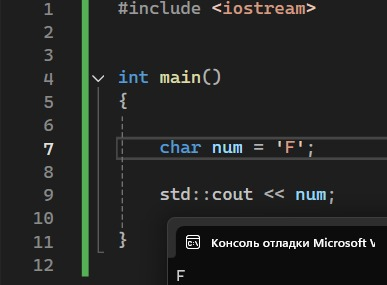 1 #include <iostream>
2
3
4 int main()
5 {
6
7 char num = 'F';
8
9 std::cout << num;
10
11 }
12
Консоль отладки Microsoft V
F